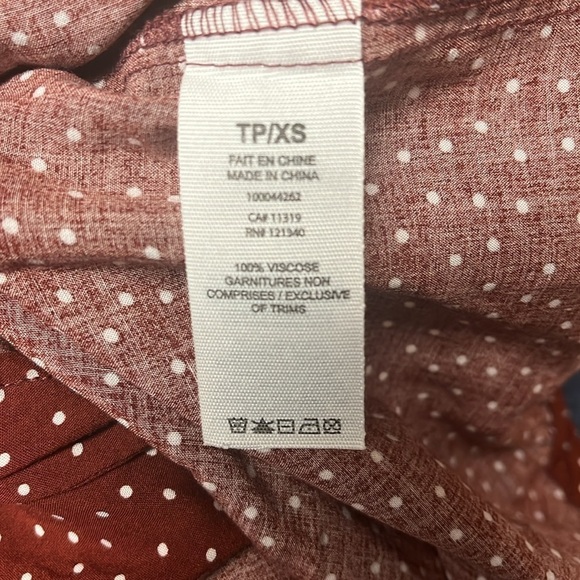 TP/XS
FAIT EN CHINE
MADE IN CHINA
100044262
CA# 11319
RN# 121340
100% VISCOSE
GARNITURES NON
COMPRISES / EXCLUSIVE
OF TRIMS